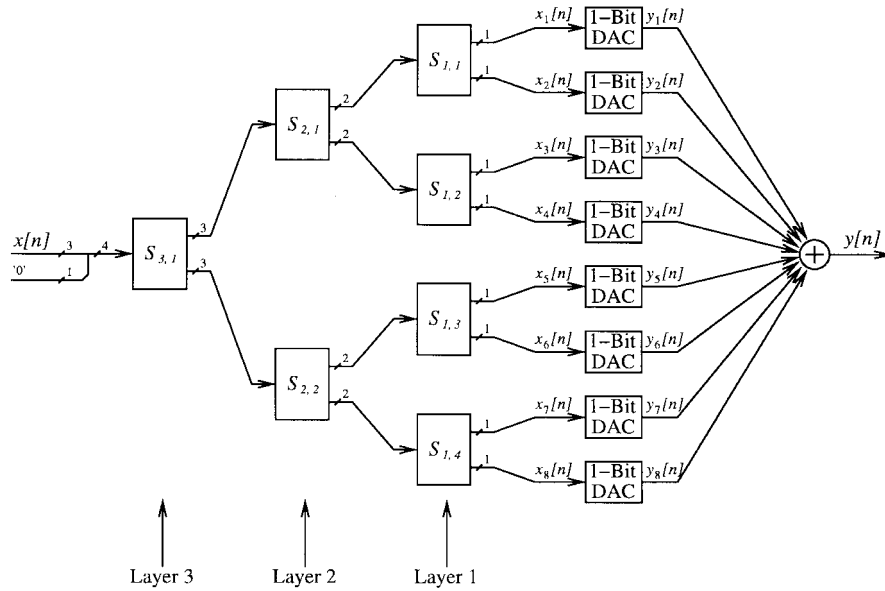 x[n]
3
4
'0'
1
S3, 1
3
3
S2, 1
2
2
S2, 2
2
2
S1, 1
1
1
S1, 2
1
1
S1, 3
1
1
S1, 4
1
1
x1[n]
1-Bit
DAC
y1[n]
x2[n]
1-Bit
DAC
y2[n]
x3[n]
1-Bit
DAC
y3[n]
x4[n]
1-Bit
DAC
y4[n]
x5[n]
1-Bit
DAC
y5[n]
x6[n]
1-Bit
DAC
y6[n]
x7[n]
1-Bit
DAC
y7[n]
x8[n]
1-Bit
DAC
y8[n]
+
y[n]
Layer 3
Layer 2
Layer 1